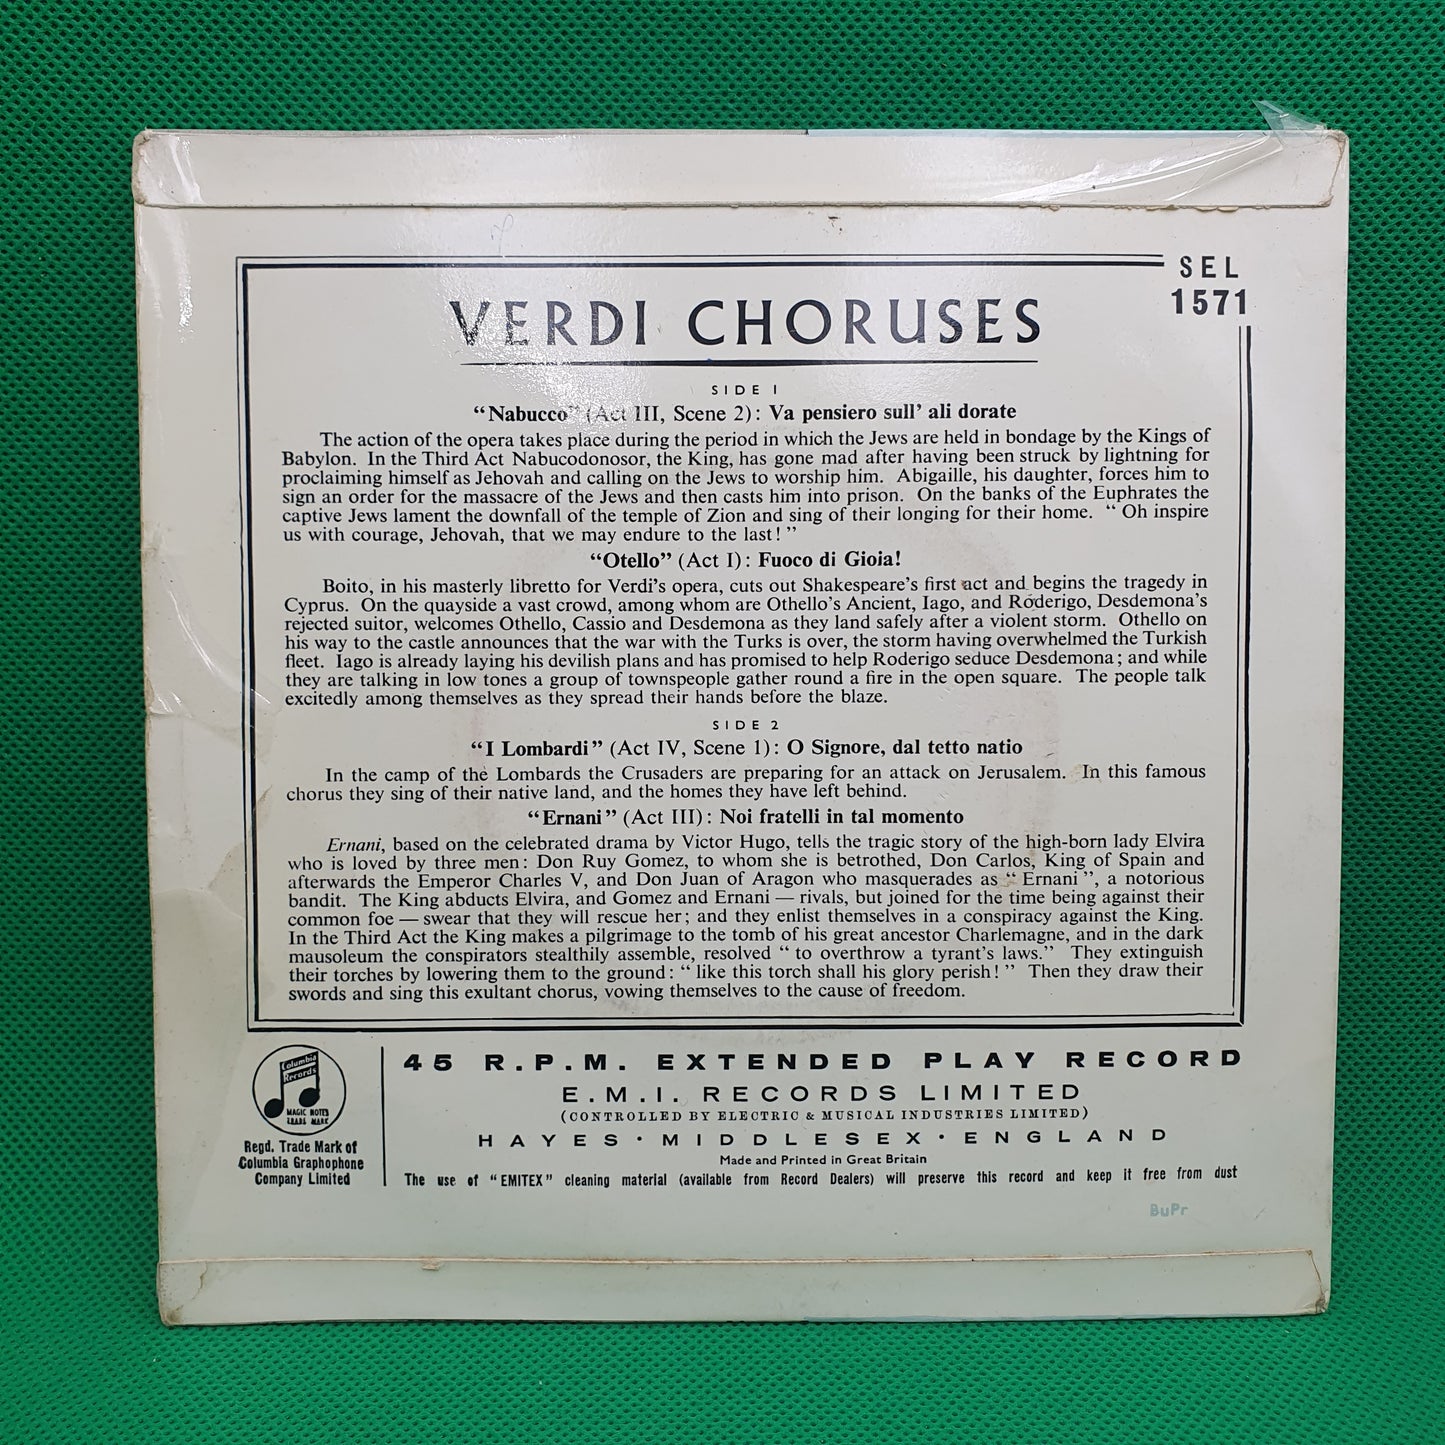 SEL
1571
VERDI CHORUSES
SIDE 1
"Nabucco" (Act III, Scene 2): Va pensiero sull' ali dorate
The action of the opera takes place during the period in which the Jews are held in bondage by the Kings of
Babylon. In the Third Act Nabucodonosor, the King, has gone mad after having been struck by lightning for
proclaiming himself as Jehovah and calling on the Jews to worship him. Abigaille, his daughter, forces him to
sign an order for the massacre of the Jews and then casts him into prison. On the banks of the Euphrates the
captive Jews lament the downfall of the temple of Zion and sing of their longing for their home. "Oh inspire
us with courage, Jehovah, that we may endure to the last!"
"Otello" (Act I): Fuoco di Gioia!
Boito, in his masterly libretto for Verdi's opera, cuts out Shakespeare's first act and begins the tragedy in
Cyprus. On the quayside a vast crowd, among whom are Othello's Ancient, Iago, and Roderigo, Desdemona's
rejected suitor, welcomes Othello, Cassio and Desdemona as they land safely after a violent storm. Othello on
his way to the castle announces that the war with the Turks is over, the storm having overwhelmed the Turkish
fleet. Iago is already laying his devilish plans and has promised to help Roderigo seduce Desdemona; and while
they are talking in low tones a group of townspeople gather round a fire in the open square. The people talk
excitedly among themselves as they spread their hands before the blaze.
SIDE 2
"I Lombardi" (Act IV, Scene 1): O Signore, dal tetto natio
In the camp of the Lombards the Crusaders are preparing for an attack on Jerusalem. In this famous
chorus they sing of their native land, and the homes they have left behind.
"Ernani" (Act III): Noi fratelli in tal momento
Ernani, based on the celebrated drama by Victor Hugo, tells the tragic story of the high-born lady Elvira
who is loved by three men: Don Ruy Gomez, to whom she is betrothed, Don Carlos, King of Spain and
afterwards the Emperor Charles V, and Don Juan of Aragon who masquerades as "Ernani", a notorious
bandit. The King abducts Elvira, and Gomez and Ernani — rivals, but joined for the time being against their
common foe — swear that they will rescue her; and they enlist themselves in a conspiracy against the King.
In the Third Act the King makes a pilgrimage to the tomb of his great ancestor Charlemagne, and in the dark
mausoleum the conspirators stealthily assemble, resolved "to overthrow a tyrant's laws." They extinguish
their torches by lowering them to the ground: "like this torch shall his glory perish!" Then they draw their
swords and sing this exultant chorus, vowing themselves to the cause of freedom.
Columbia
Records
MAGIC NOTES
TRADE MARK
Regd. Trade Mark of
Columbia Graphophone
Company Limited
45 R.P.M. EXTENDED PLAY RECORD
E.M.I. RECORDS LIMITED
(CONTROLLED BY ELECTRIC & MUSICAL INDUSTRIES LIMITED)
HAYES · MIDDLESEX · ENGLAND
Made and Printed in Great Britain
The use of "EMITEX" cleaning material (available from Record Dealers) will preserve this record and keep it free from dust
BuPr